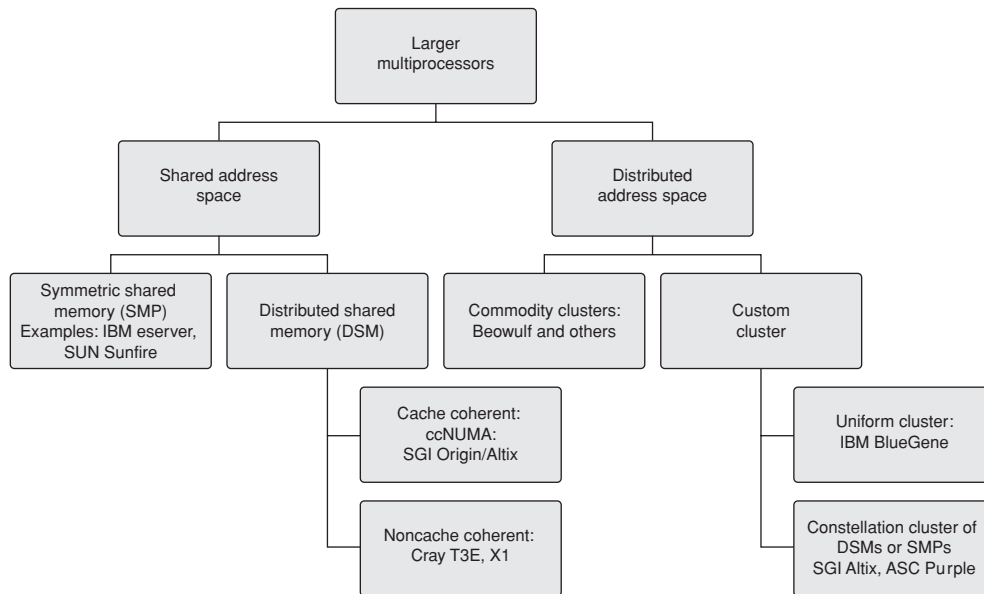 Larger
multiprocessors
Shared address
space
Distributed
address space
Symmetric shared
memory (SMP)
Examples: IBM eserver,
SUN Sunfire
Distributed shared
memory (DSM)
Commodity clusters:
Beowulf and others
Custom
cluster
Cache coherent:
ccNUMA:
SGI Origin/Altix
Uniform cluster:
IBM BlueGene
Noncache coherent:
Cray T3E, X1
Constellation cluster of
DSMs or SMPs
SGI Altix, ASC Purple